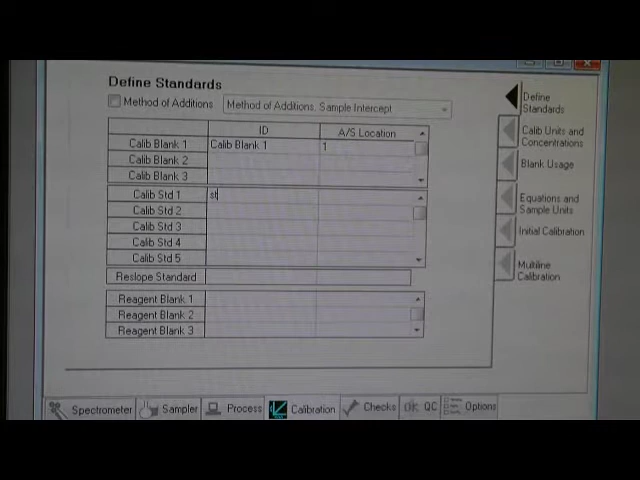 Define Standards
Method of Additions Method of Additions, Sample Intercept
ID A/S Location
Calib Blank 1 Calib Blank 1 1
Calib Blank 2
Calib Blank 3
Calib Std 1 st
Calib Std 2
Calib Std 3
Calib Std 4
Calib Std 5
Reslope Standard
Reagent Blank 1
Reagent Blank 2
Reagent Blank 3
Define
Standards
Calib Units and
Concentrations
Blank Usage
Equations and
Sample Units
Initial Calibration
Multiline
Calibration
Spectrometer Sampler Process Calibration Checks QC Options